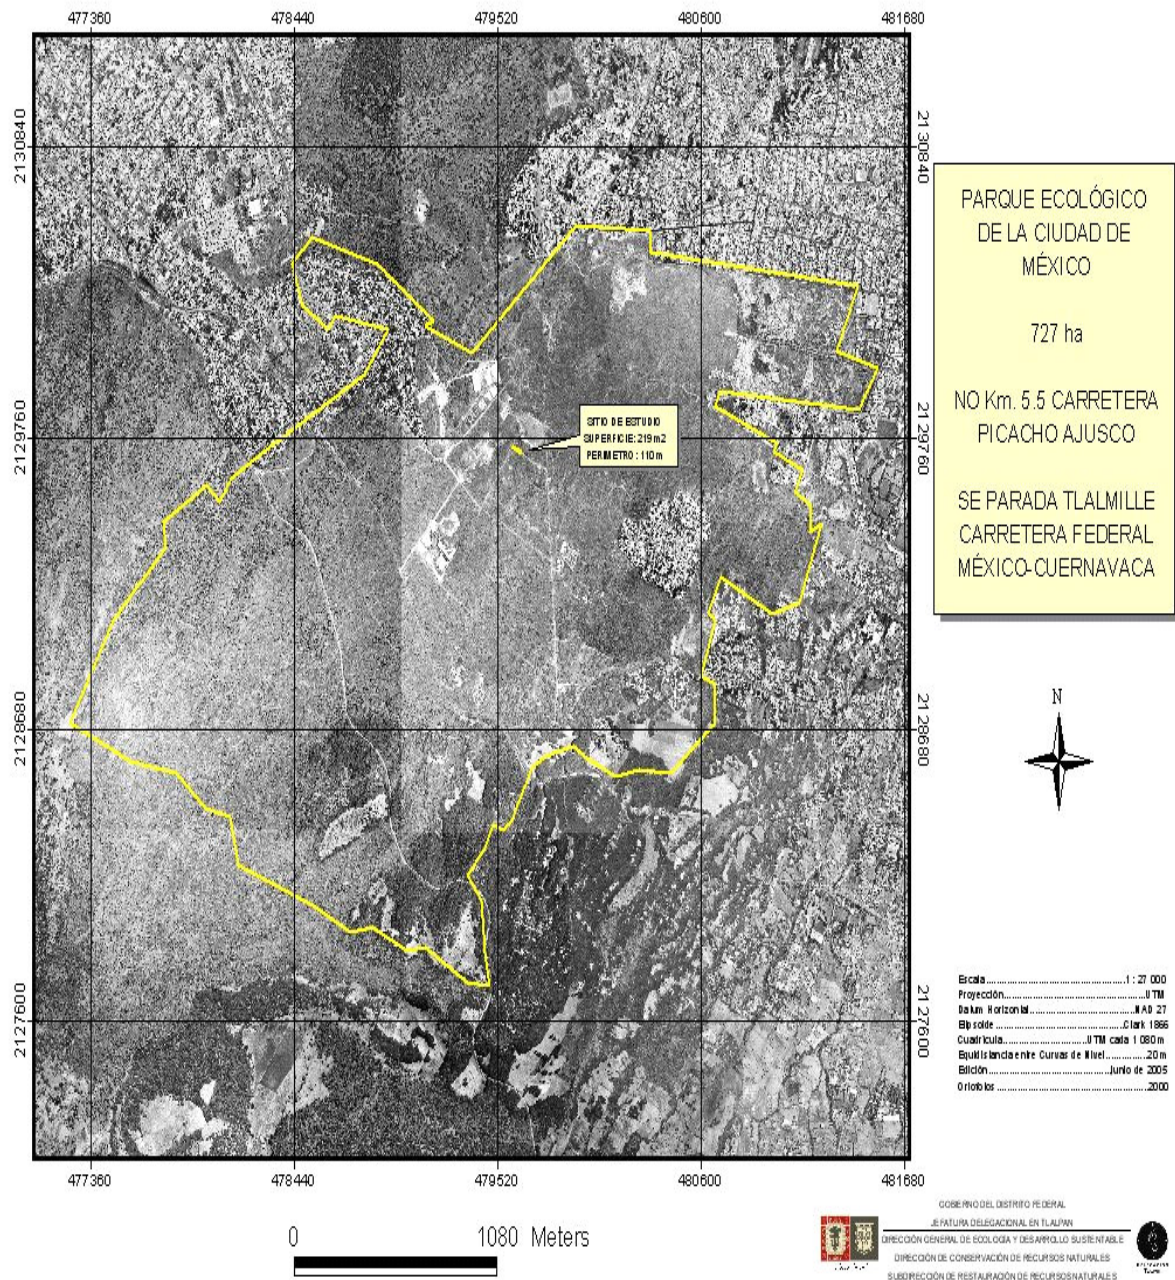 477360 478440 479520 480600 481680
2130840
2129760
2128680
2127600
2130840
2129760
2128680
2127600
SITIO DE ESTUDIO
SUPERFICIE: 219 m2
PERIMETRO : 110 m
PARQUE ECOLÓGICO
DE LA CIUDAD DE
MÉXICO
727 ha
NO Km. 5.5 CARRETERA
PICACHO AJUSCO
SE PARADA TLALMILLE
CARRETERA FEDERAL
MÉXICO-CUERNAVACA
N
Escala..........1 : 27 000
Proyección..........UTM
Datum Horizontal..........NAD 27
Elipsoide..........Clark 1866
Cuadrícula..........UTM cada 1 080 m
Equidistancia entre Curvas de Nivel..........20 m
Edición..........Junio de 2005
Ortofotos..........2000
477360 478440 479520 480600 481680
0 1080 Meters
GOBIERNO DEL DISTRITO FEDERAL
JEFATURA DELEGACIONAL EN TLALPAN
DIRECCIÓN GENERAL DE ECOLOGÍA Y DESARROLLO SUSTENTABLE
DIRECCIÓN DE CONSERVACIÓN DE RECURSOS NATURALES
SUBDIRECCIÓN DE RESTAURACIÓN DE RECURSOS NATURALES